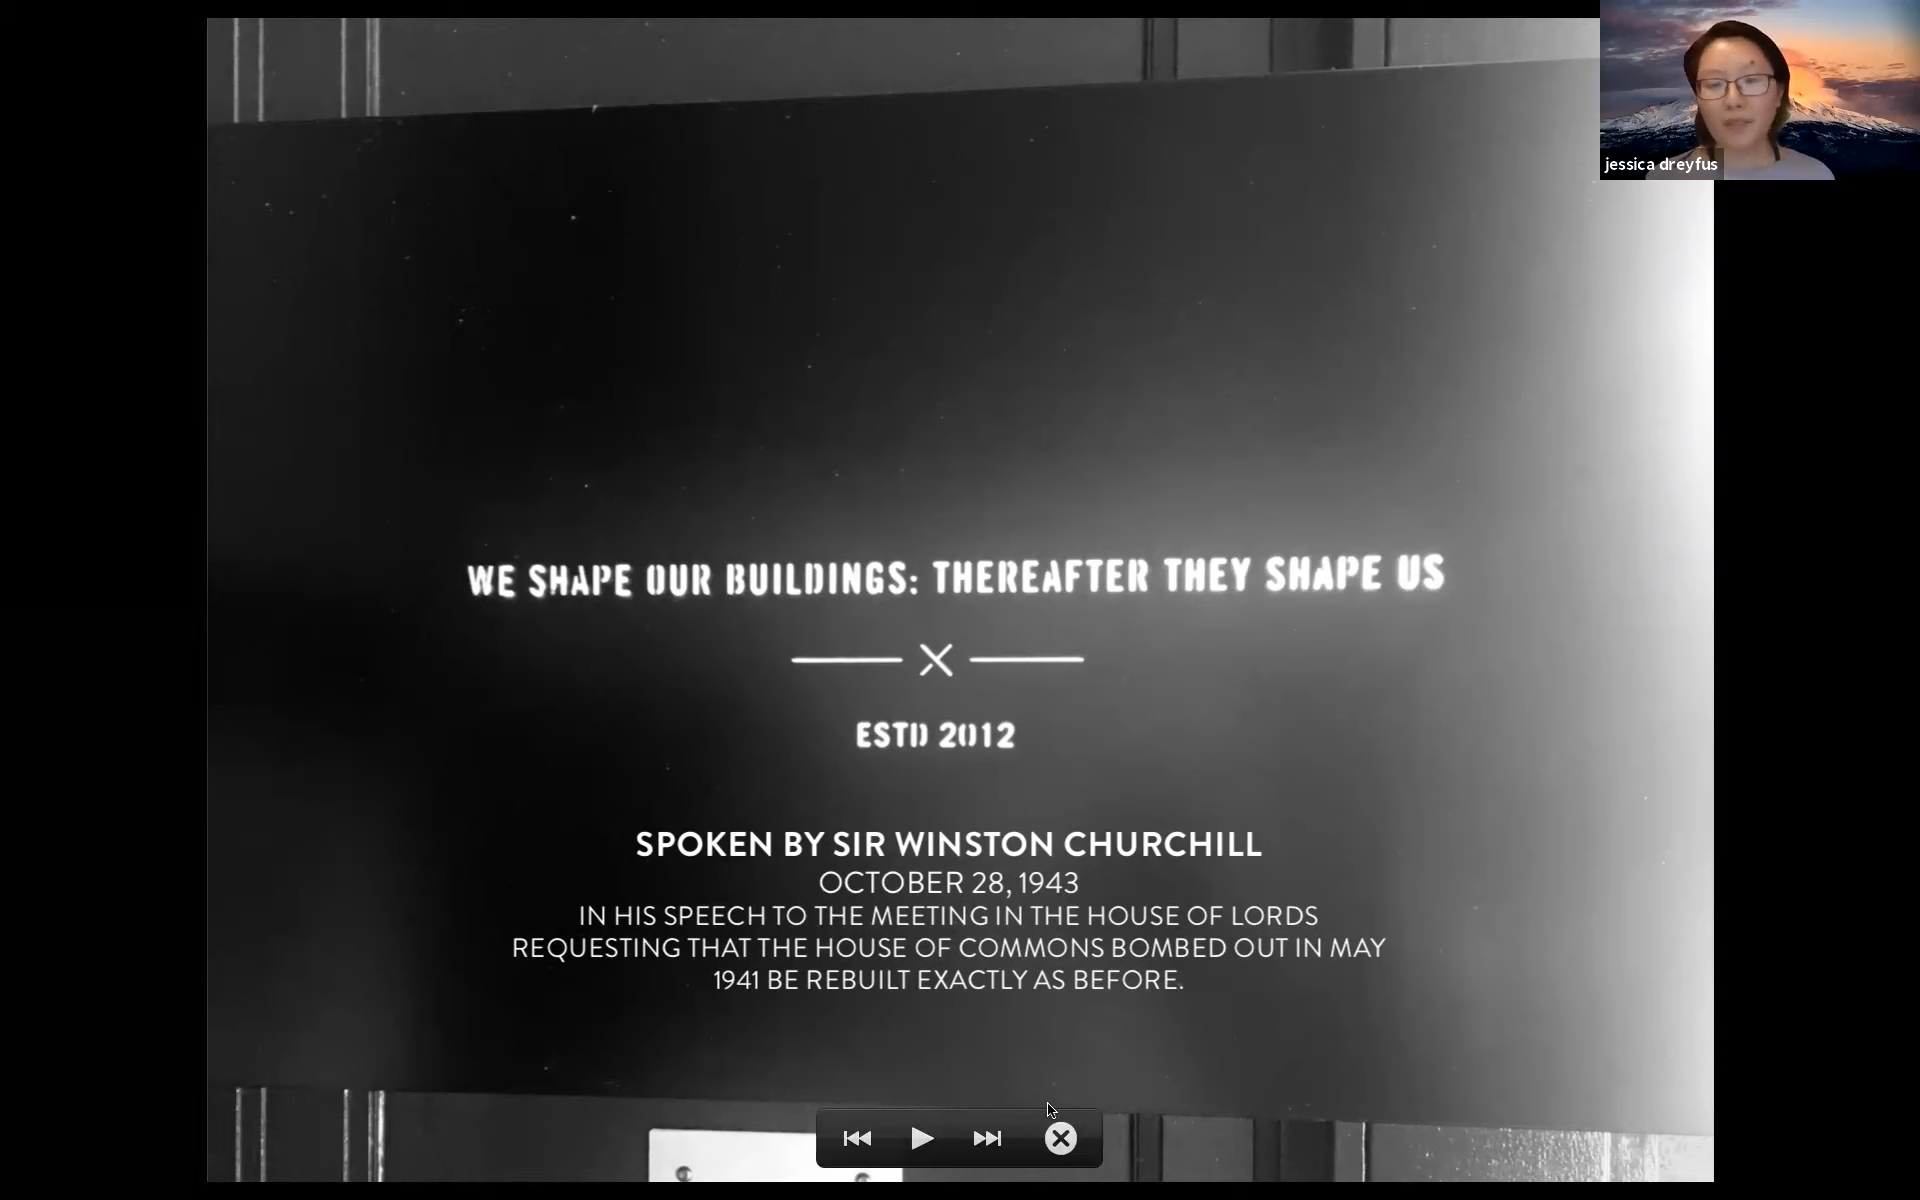 jessica dreyfus
WE SHAPE OUR BUILDINGS: THEREAFTER THEY SHAPE US
ESTD 2012
SPOKEN BY SIR WINSTON CHURCHILL
OCTOBER 28, 1943
IN HIS SPEECH TO THE MEETING IN THE HOUSE OF LORDS
REQUESTING THAT THE HOUSE OF COMMONS BOMBED OUT IN MAY
1941 BE REBUILT EXACTLY AS BEFORE.